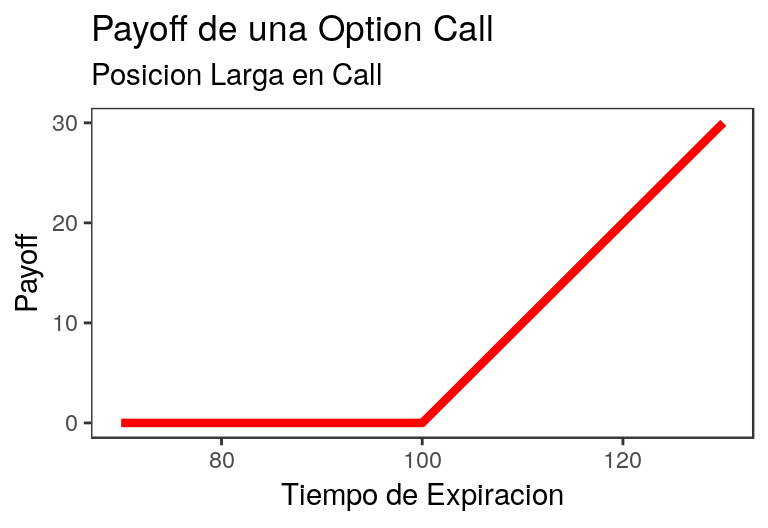 Payoff de una Option Call
Posicion Larga en Call
30
20
10
0
Payoff
80 100 120
Tiempo de Expiracion